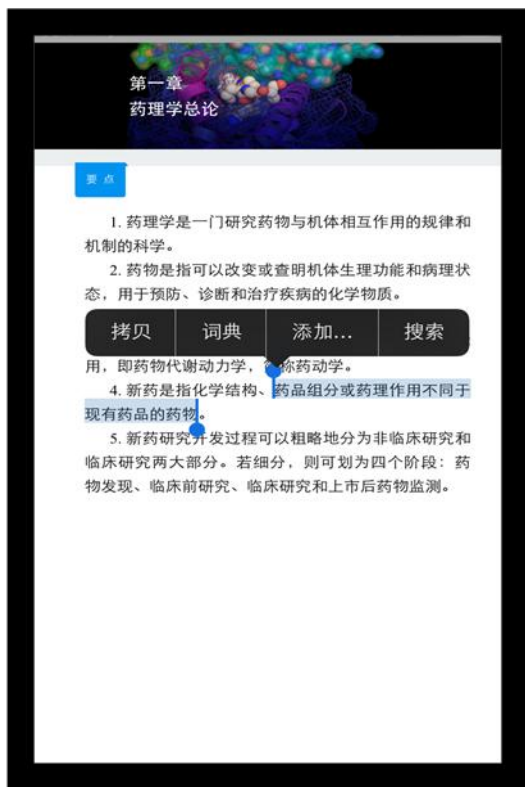 第一章
药理学总论
要 点
1. 药理学是一门研究药物与机体相互作用的规律和
机制的科学。
2. 药物是指可以改变或查明机体生理功能和病理状
态，用于预防、诊断和治疗疾病的化学物质。
拷贝 词典 添加... 搜索
用，即药物代谢动力学，称药动学。
4. 新药是指化学结构、药品组分或药理作用不同于
现有药品的药物。
5. 新药研究开发过程可以粗略地分为非临床研究和
临床研究两大部分。若细分，则可划为四个阶段：药
物发现、临床前研究、临床研究和上市后药物监测。